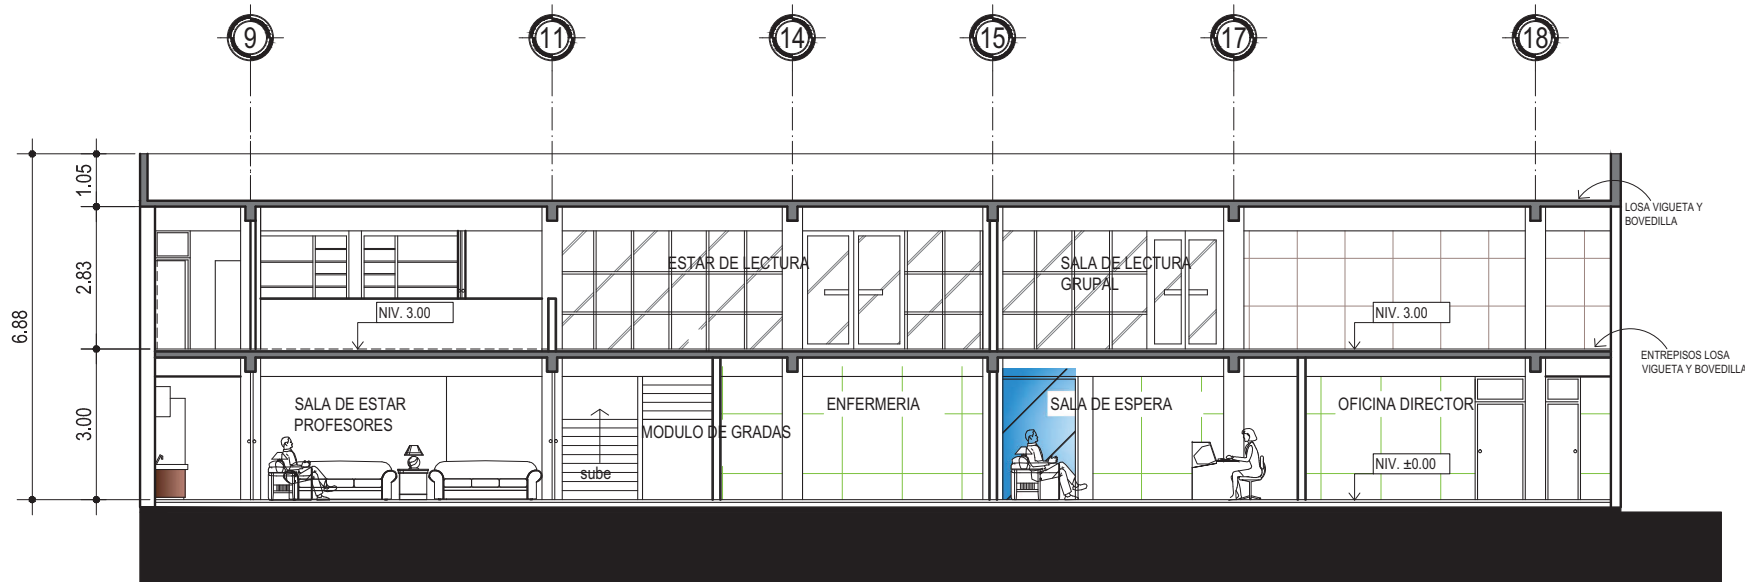 9
11
14
15
17
18
1.05
2.83
3.00
6.88
LOSA VIGUETA Y
BOVEDILLA
ESTAR DE LECTURA
SALA DE LECTURA
GRUPAL
NIV. 3.00
NIV. 3.00
ENTREPISOS LOSA
VIGUETA Y BOVEDILLA
SALA DE ESTAR
PROFESORES
MODULO DE GRADAS
sube
ENFERMERIA
SALA DE ESPERA
OFICINA DIRECTOR
NIV. ±0.00